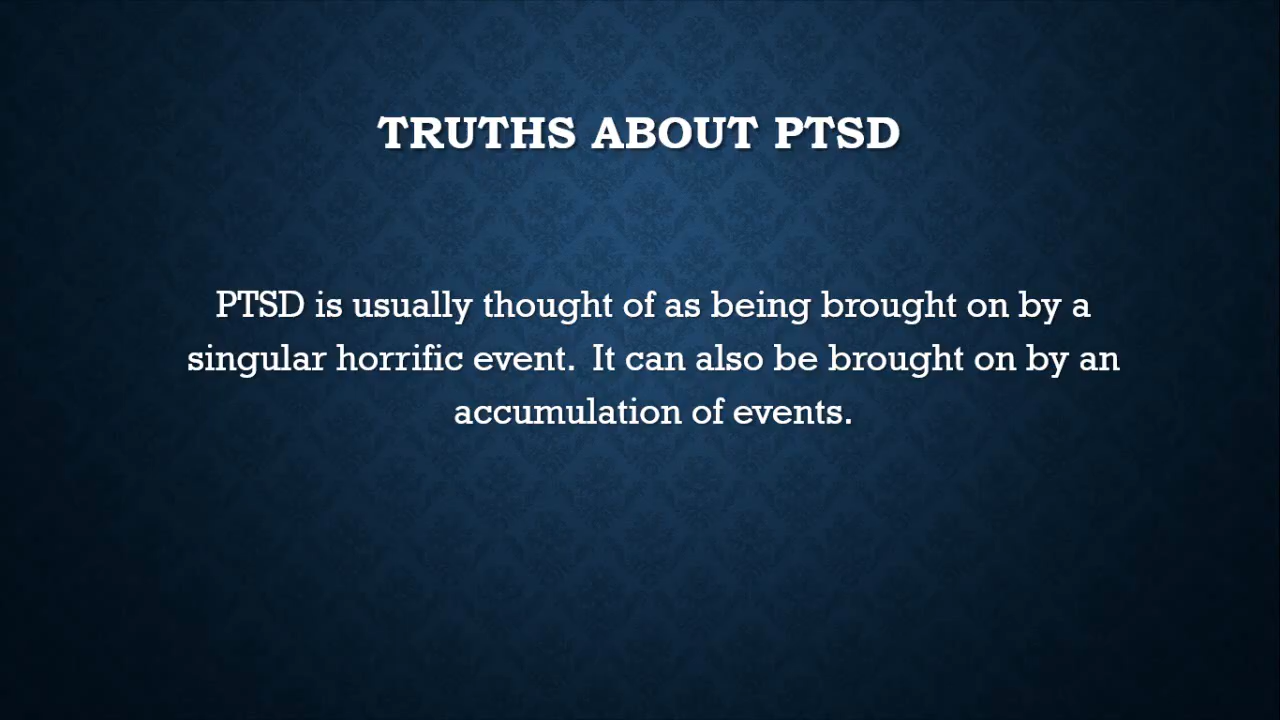 TRUTHS ABOUT PTSD
PTSD is usually thought of as being brought on by a
singular horrific event.  It can also be brought on by an
accumulation of events.